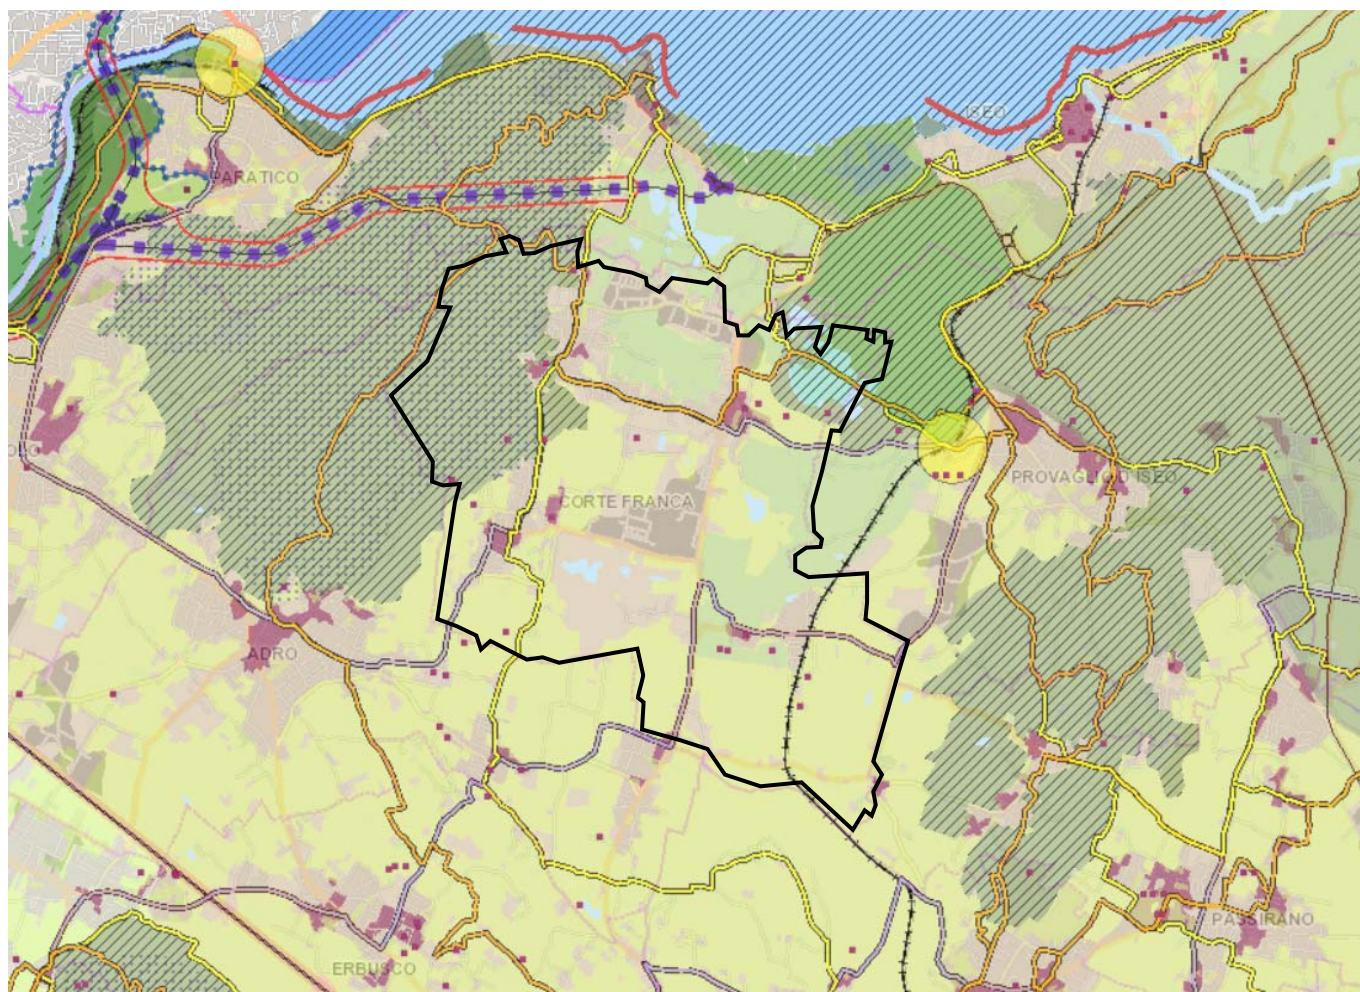 ISEO
PARATICO
PROVAGLIO D'ISEO
CORTE FRANCA
ADRO
PASSIRANO
ERBUSCO